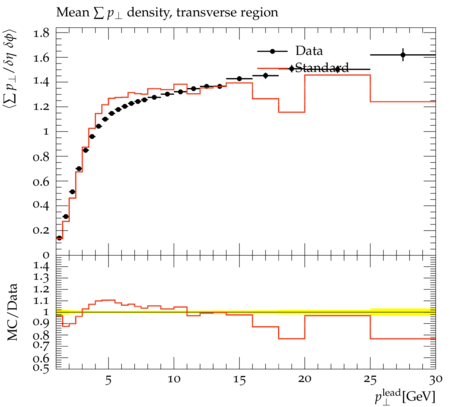 Mean ∑ p⊥ density, transverse region
⟨∑ p⊥/δη δϕ⟩
1.8
1.6
1.4
1.2
1
0.8
0.6
0.4
0.2
0
Data
Standard
MC/Data
1.4
1.3
1.2
1.1
1
0.9
0.8
0.7
0.6
0.5
5 10 15 20 25 30
p⊥^lead [GeV]